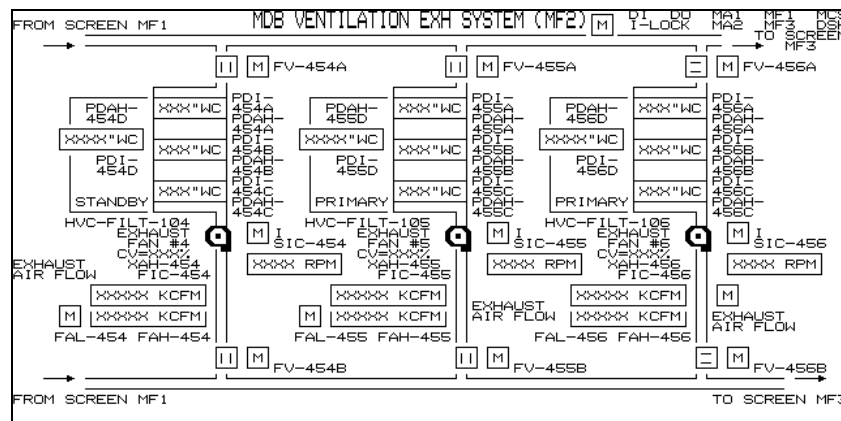 FROM SCREEN MF1
MDB VENTILATION EXH SYSTEM (MF2)
M
DI DO MA1 MF1 MCS
I-LOCK MA2 MF3 DSM
TO SCREEN
MF3
M FV-454A
M FV-455A
M FV-456A
PDAH-
454D
XXXX"WC
PDI-
454D
STANDBY
XXX"WC
XXX"WC
XXX"WC
PDI-
454A
PDAH-
454A
PDI-
454B
PDAH-
454B
PDI-
454C
PDAH-
454C
PDAH-
455D
XXXX"WC
PDI-
455D
PRIMARY
XXX"WC
XXX"WC
XXX"WC
PDI-
455A
PDAH-
455A
PDI-
455B
PDAH-
455B
PDI-
455C
PDAH-
455C
PDAH-
456D
XXXX"WC
PDI-
456D
PRIMARY
XXX"WC
XXX"WC
XXX"WC
PDI-
456A
PDAH-
456A
PDI-
456B
PDAH-
456B
PDI-
456C
PDAH-
456C
HVC-FILT-104
EXHAUST
FAN #4
CV=XXX%
XAH-454
FIC-454
M I
SIC-454
XXXX RPM
EXHAUST
AIR FLOW
XXXXX KCFM
M XXXXX KCFM
FAL-454 FAH-454
HVC-FILT-105
EXHAUST
FAN #5
CV=XXX%
XAH-455
FIC-455
M I
SIC-455
XXXX RPM
XXXXX KCFM
M XXXXX KCFM
FAL-455 FAH-455
EXHAUST
AIR FLOW
HVC-FILT-106
EXHAUST
FAN #6
CV=XXX%
XAH-456
FIC-456
M I
SIC-456
XXXX RPM
XXXXX KCFM
M
XXXXX KCFM
FAL-456 FAH-456
EXHAUST
AIR FLOW
M FV-454B
M FV-455B
M FV-456B
FROM SCREEN MF1
TO SCREEN MF3